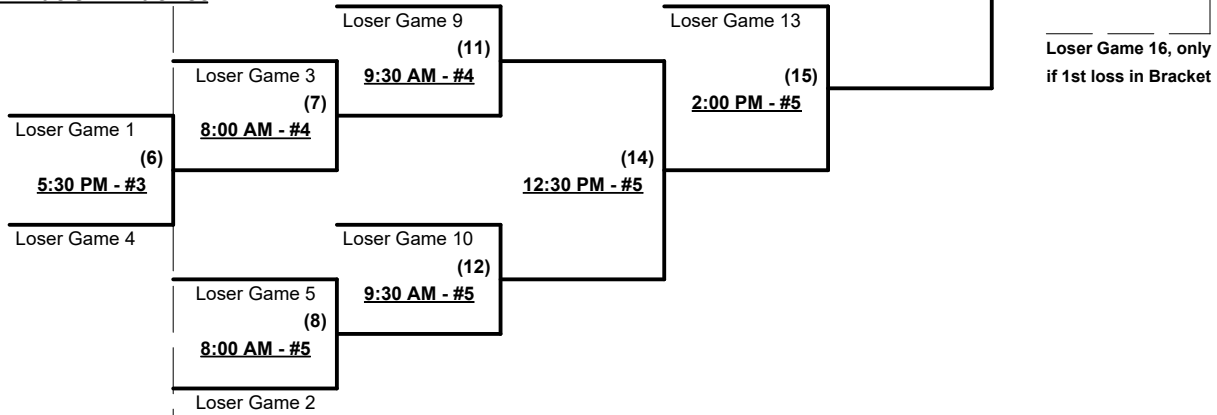 Loser Game 9
Loser Game 13
(11)
9:30 AM - #4
Loser Game 16, only
if 1st loss in Bracket
Loser Game 3
(7)
8:00 AM - #4
(15)
2:00 PM - #5
Loser Game 1
(6)
5:30 PM - #3
(14)
12:30 PM - #5
Loser Game 4
Loser Game 10
(12)
9:30 AM - #5
Loser Game 5
(8)
8:00 AM - #5
Loser Game 2